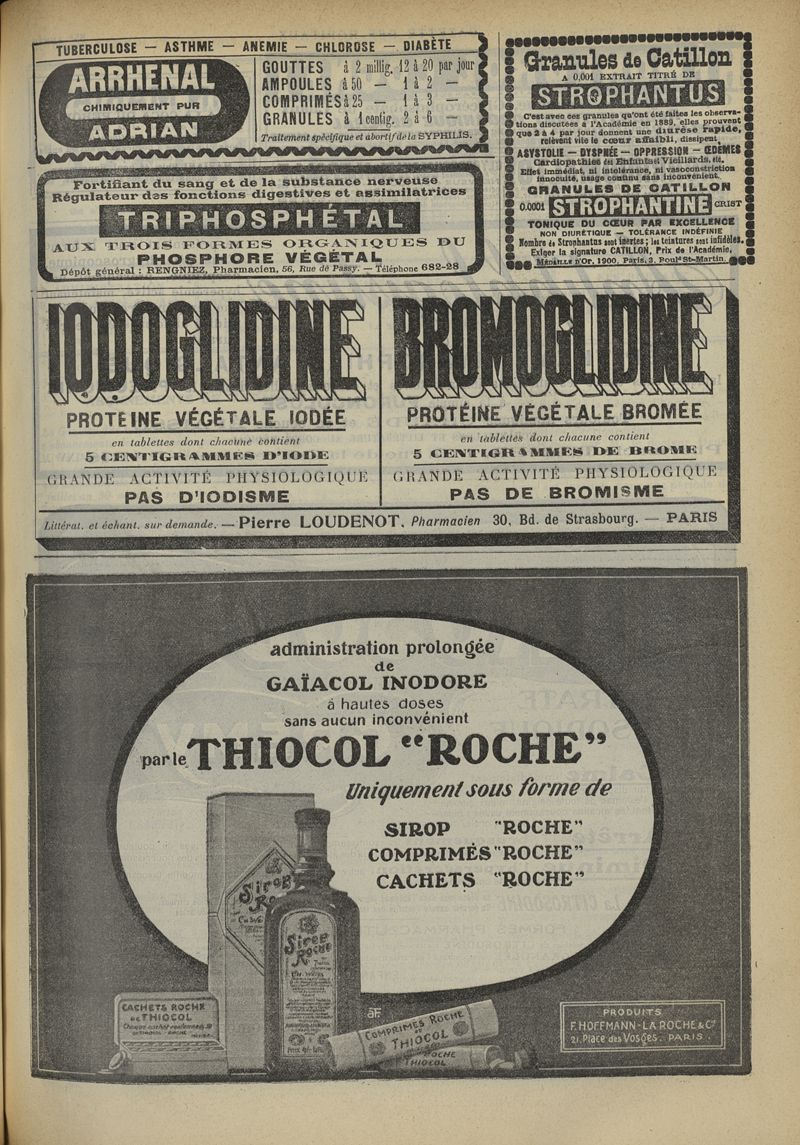 TUBERCULOSE — ASTHME — ANEMIE — CHLOROSE — DIABÈTE
ARRHENAL
CHIMIQUEMENT PUR
ADRIAN
GOUTTES à 2 millig. 12 à 20 par jour
AMPOULES à 50 — 1 à 2 —
COMPRIMÉS à 25 — 1 à 3 —
GRANULES à 1 centig. 2 à 6 —
Traitement spécifique et abortif de la SYPHILIS.
Fortifiant du sang et de la substance nerveuse
Régulateur des fonctions digestives et assimilatrices
TRIPHOSPHÉTAL
AUX TROIS FORMES ORGANIQUES DU
PHOSPHORE VÉGÉTAL
Dépôt général : RENGNIEZ, Pharmacien, 56, Rue de Passy. — Téléphone 682-28
Granules de Catillon
A 0,001 EXTRAIT TITRÉ DE
STROPHANTUS
C'est avec ces granules qu'ont été faites les observa-
tions discutées à l'Académie en 1889, elles prouvent
que 2 à 4 par jour donnent une diurèse rapide,
relèvent vite le cœur affaibli, dissipent
ASYSTOLIE — DYSPNÉE — OPPRESSION — ŒDÈMES
Cardiopathies des Enfants et Vieillards, etc.
Effet immédiat, ni intolérance, ni vasoconstriction
innocuité, usage continu sans inconvénient.
GRANULES DE CATILLON
0.0001 STROPHANTINE CRIST
TONIQUE DU CŒUR PAR EXCELLENCE
NON DIURÉTIQUE — TOLÉRANCE INDÉFINIE
Nombre de Strophantus sont inertes ; les teintures sont infidèles.
Exiger la signature CATILLON, Prix de l'Académie.
MÉDAILLE D'OR, 1900, Paris, 3, Boulᵈ St-Martin.
IODOGLIDINE
PROTEINE VÉGÉTALE IODÉE
en tablettes dont chacune contient
5 CENTIGRAMMES D'IODE
GRANDE ACTIVITÉ PHYSIOLOGIQUE
PAS D'IODISME
BROMOGLIDINE
PROTÉINE VÉGÉTALE BROMÉE
en tablettes dont chacune contient
5 CENTIGRAMMES DE BROME
GRANDE ACTIVITÉ PHYSIOLOGIQUE
PAS DE BROMISME
Littérat. et échant. sur demande. — Pierre LOUDENOT, Pharmacien 30, Bd. de Strasbourg. — PARIS
administration prolongée
de
GAÏACOL INODORE
à hautes doses
sans aucun inconvénient
par le THIOCOL "ROCHE"
Uniquement sous forme de
SIROP "ROCHE"
COMPRIMÉS "ROCHE"
CACHETS "ROCHE"
Sirop
Sirop
Roche
CACHETS ROCHE
DE THIOCOL
COMPRIMES ROCHE
DE
THIOCOL
ROCHE
THIOCOL
PRODUITS
F. HOFFMANN-LA ROCHE & Cⁱᵉ
21, Place des Vosges. PARIS.